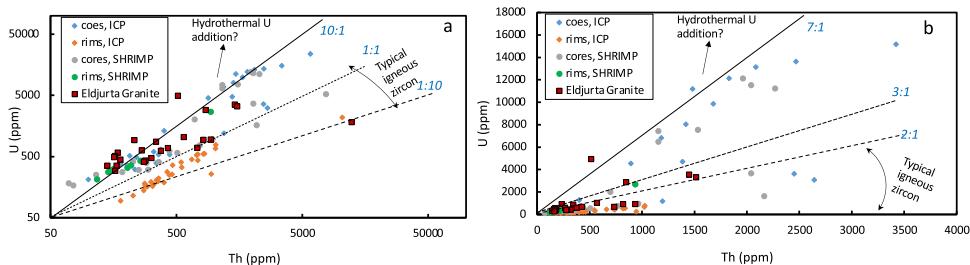 a
50000
5000
500
50
U (ppm)
coes, ICP
rims, ICP
cores, SHRIMP
rims, SHRIMP
Eldjurta Granite
Hydrothermal U
addition?
10:1
1:1
1:10
Typical
igneous
zircon
50
500
5000
50000
Th (ppm)
b
18000
16000
14000
12000
10000
8000
6000
4000
2000
0
U (ppm)
coes, ICP
rims, ICP
cores, SHRIMP
rims, SHRIMP
Eldjurta Granite
Hydrothermal U
addition?
7:1
3:1
2:1
Typical
igneous
zircon
0
500
1000
1500
2000
2500
3000
3500
4000
Th (ppm)